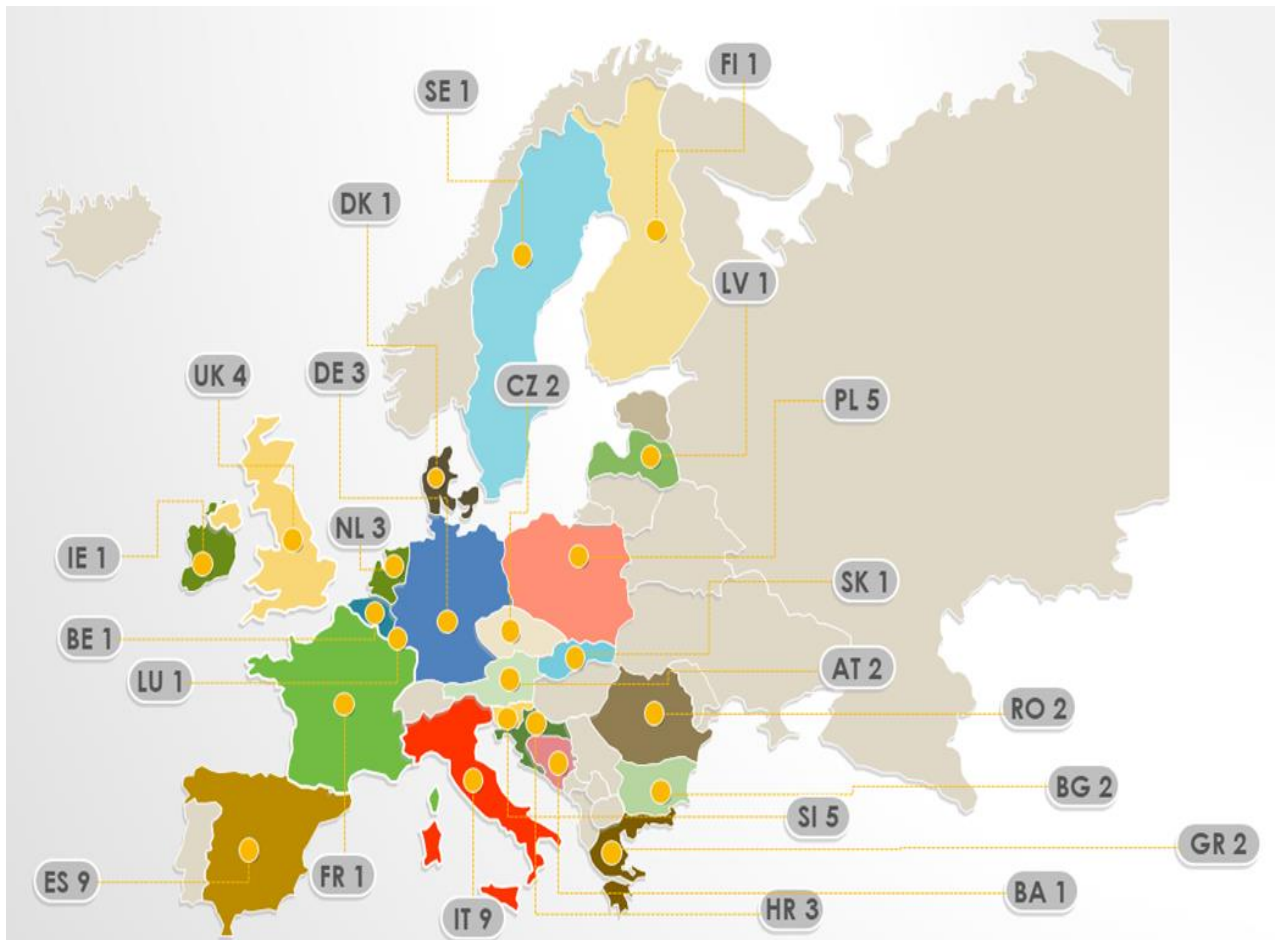 FI 1
SE 1
DK 1
LV 1
UK 4
DE 3
CZ 2
PL 5
NL 3
IE 1
SK 1
BE 1
AT 2
LU 1
RO 2
BG 2
SI 5
GR 2
FR 1
ES 9
BA 1
HR 3
IT 9